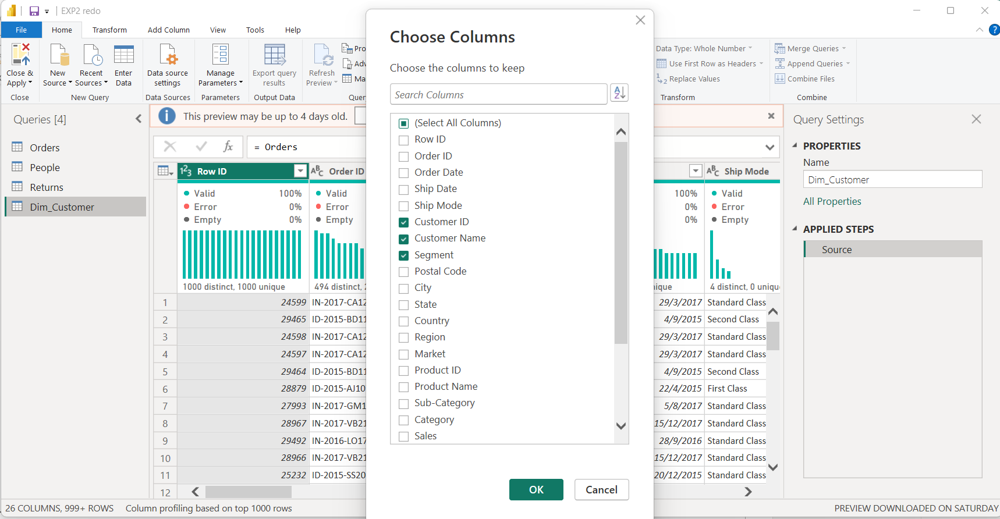 EXP2 redo
File Home Transform Add Column View Tools Help
Close & Apply
Close
New Source
Recent Sources
Enter Data
New Query
Data source settings
Data Sources
Manage Parameters
Parameters
Export query results
Output Data
Refresh Preview
Data Type: Whole Number
Use First Row as Headers
1 2 Replace Values
Transform
Merge Queries
Append Queries
Combine Files
Combine
?
Queries [4]
Orders
People
Returns
Dim_Customer
i This preview may be up to 4 days old.
fx = Orders
1 2 3 Row ID
Valid 100%
Error 0%
Empty 0%
1000 distinct, 1000 unique
ABC Order ID
Valid
Error
Empty
494 distinct,
100%
0%
0%
ABC Ship Mode
Valid
Error
Empty
4 distinct, 0
1 24599 IN-2017-CA12 29/3/2017 Standard Class
2 29465 ID-2015-BD11 4/9/2015 Second Class
3 24598 IN-2017-CA12 29/3/2017 Standard Class
4 24597 IN-2017-CA12 29/3/2017 Standard Class
5 29464 ID-2015-BD11 4/9/2015 Second Class
6 28879 ID-2015-AJ10 22/4/2015 First Class
7 27993 IN-2017-GM1 5/8/2017 Standard Class
8 28967 IN-2017-VB21 15/12/2017 Standard Class
9 29492 IN-2016-LO17 28/9/2016 Standard Class
10 28966 IN-2017-VB21 15/12/2017 Standard Class
11 25232 ID-2015-SS20 20/12/2015 Standard Class
12
Choose Columns
Choose the columns to keep
Search Columns
AZ
(Select All Columns)
Row ID
Order ID
Order Date
Ship Date
Ship Mode
Customer ID
Customer Name
Segment
Postal Code
City
State
Country
Region
Market
Product ID
Product Name
Sub-Category
Category
Sales
OK Cancel
Query Settings
PROPERTIES
Name
Dim_Customer
All Properties
APPLIED STEPS
Source
26 COLUMNS, 999+ ROWS Column profiling based on top 1000 rows
PREVIEW DOWNLOADED ON SATURDAY